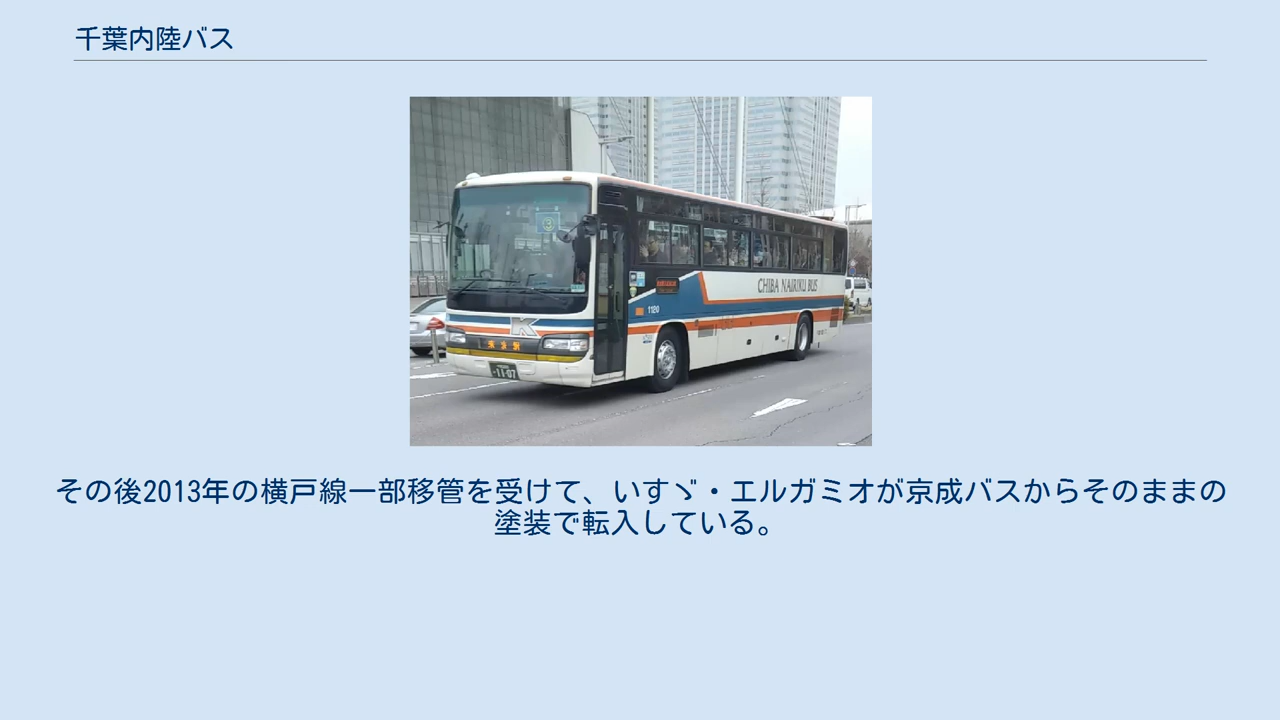 千葉内陸バス
CHIBA NAIRIKU BUS
1120
K
-11-07
その後2013年の横戸線一部移管を受けて、いすゞ・エルガミオが京成バスからそのままの
塗装で転入している。